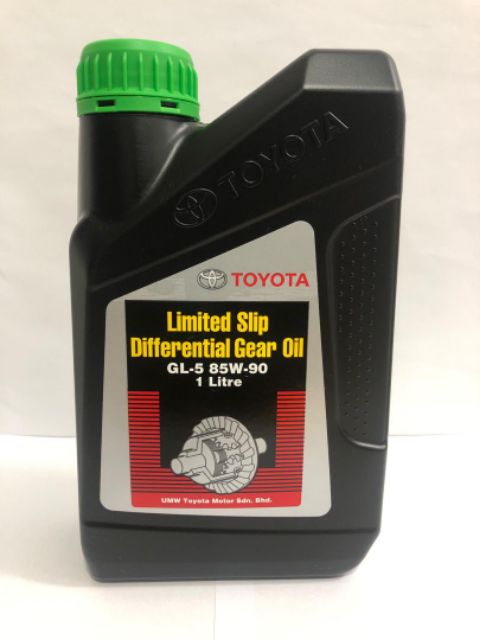 TOYOTA
TOYOTA
Limited Slip
Differential Gear Oil
GL-5 85W-90
1 Litre
UMW Toyota Motor Sdn. Bhd.